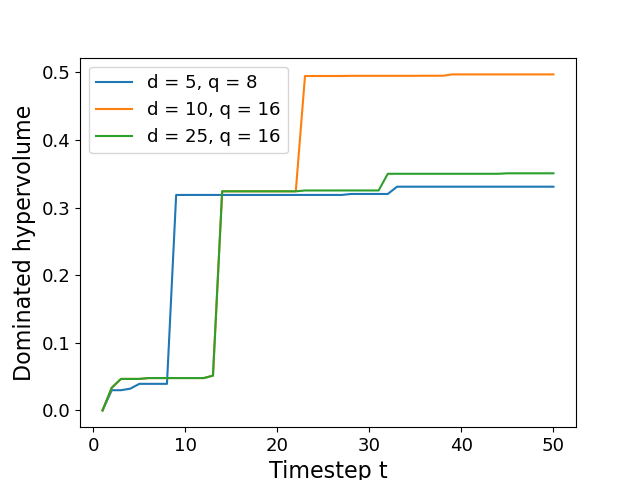 d = 5, q = 8
d = 10, q = 16
d = 25, q = 16
Dominated hypervolume
0.5
0.4
0.3
0.2
0.1
0.0
0 10 20 30 40 50
Timestep t